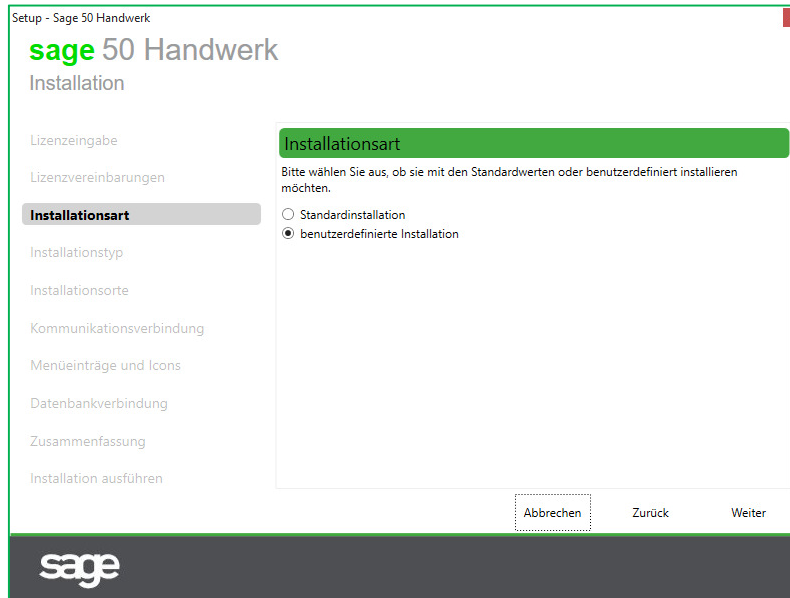 Setup - Sage 50 Handwerk
sage 50 Handwerk
Installation
Lizenzeingabe
Lizenzvereinbarungen
Installationsart
Installationstyp
Installationsorte
Kommunikationsverbindung
Menüeinträge und Icons
Datenbankverbindung
Zusammenfassung
Installation ausführen
Installationsart
Bitte wählen Sie aus, ob sie mit den Standardwerten oder benutzerdefiniert installieren
möchten.
Standardinstallation
benutzerdefinierte Installation
Abbrechen Zurück Weiter
sage